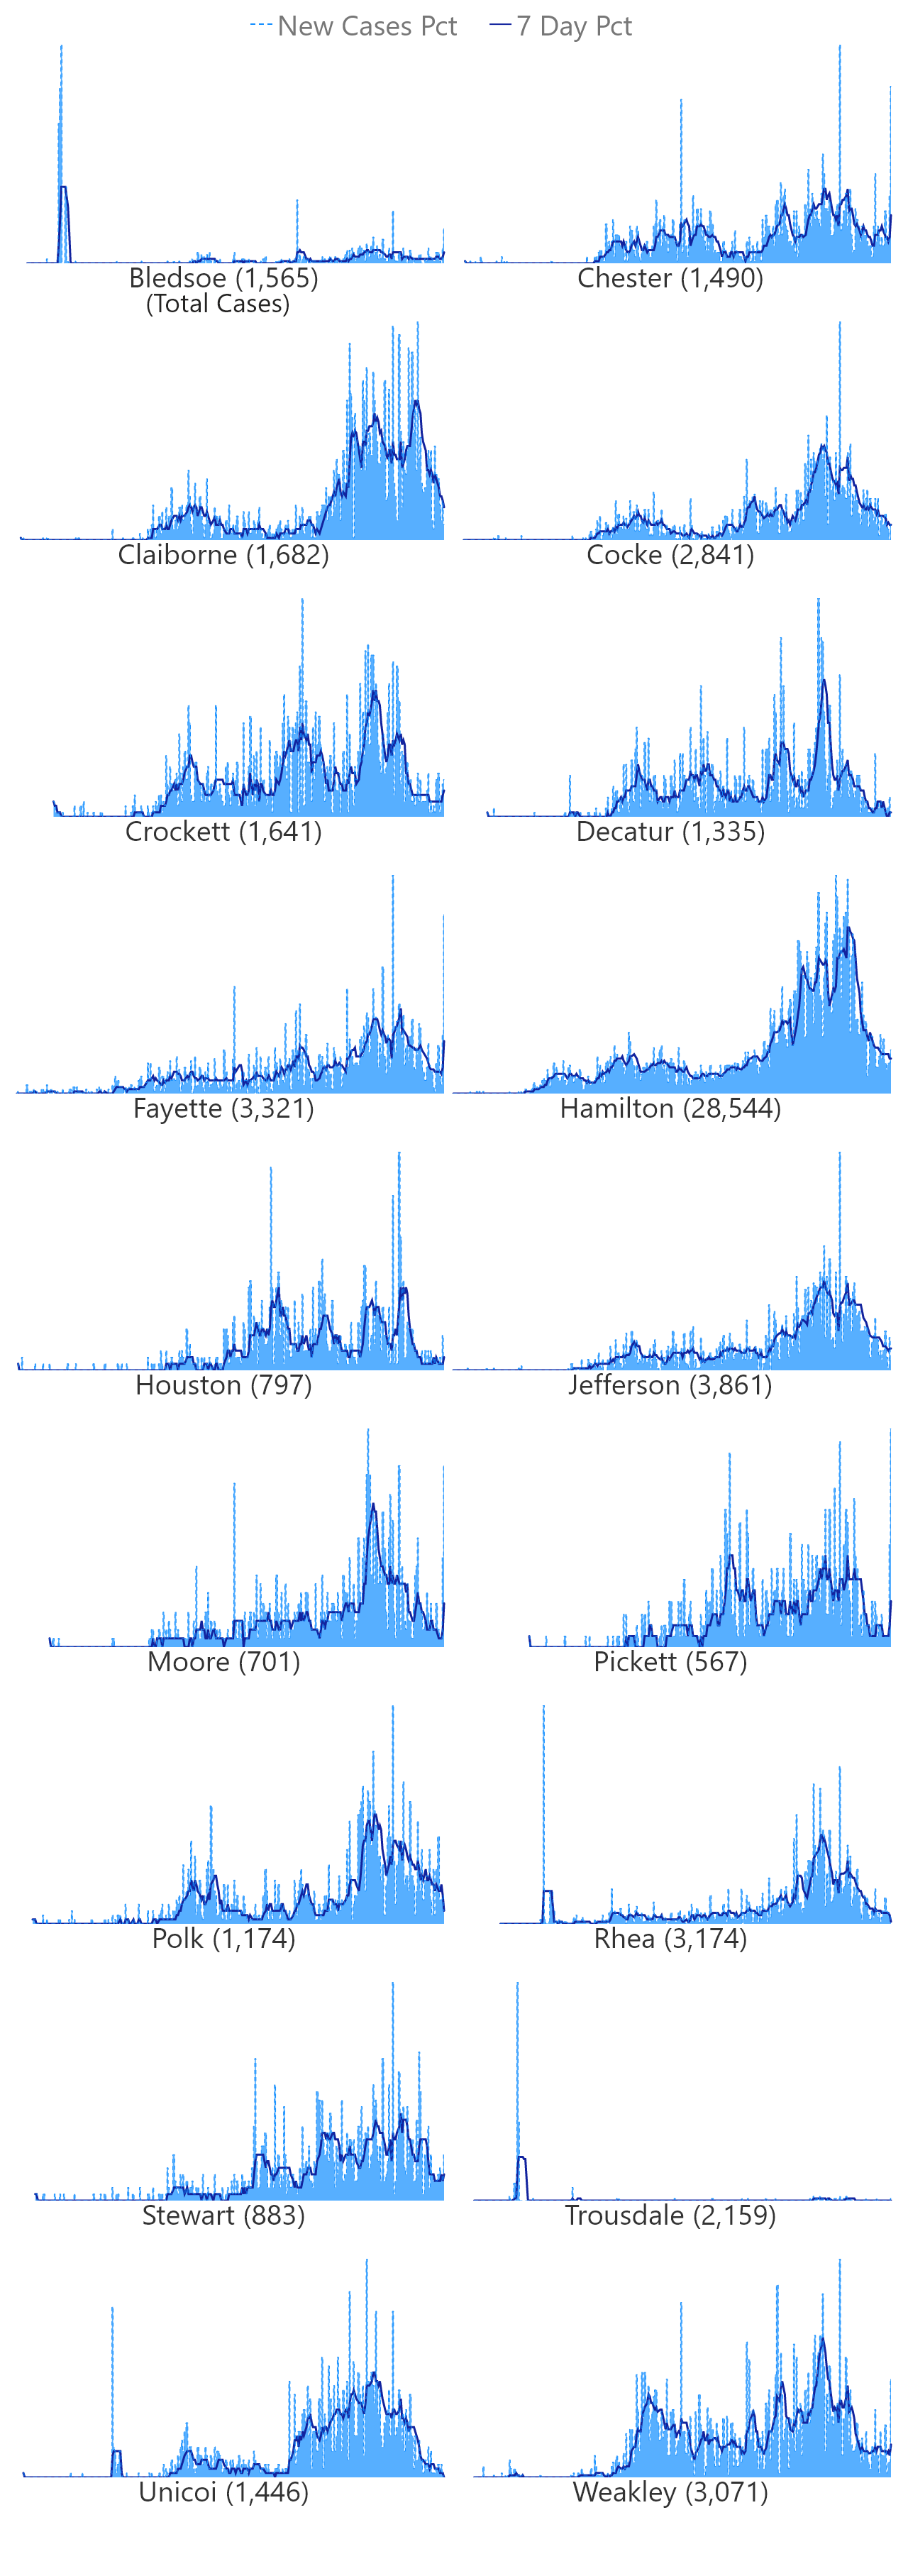 New Cases Pct 7 Day Pct
Bledsoe (1,565) Chester (1,490)
(Total Cases)
Claiborne (1,682) Cocke (2,841)
Crockett (1,641) Decatur (1,335)
Fayette (3,321) Hamilton (28,544)
Houston (797) Jefferson (3,861)
Moore (701) Pickett (567)
Polk (1,174) Rhea (3,174)
Stewart (883) Trousdale (2,159)
Unicoi (1,446) Weakley (3,071)